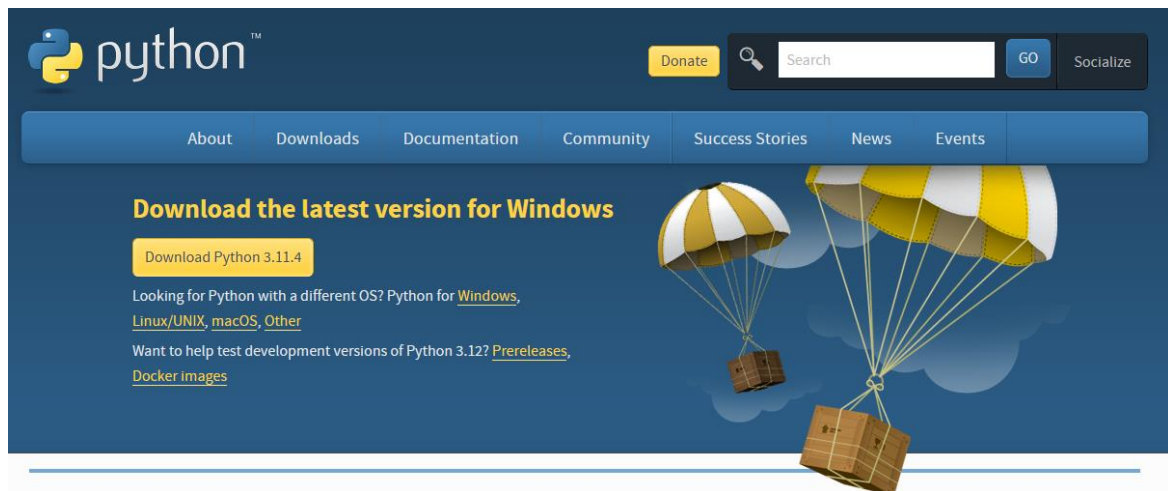 python™
Donate
Search
GO
Socialize
About Downloads Documentation Community Success Stories News Events
Download the latest version for Windows
Download Python 3.11.4
Looking for Python with a different OS? Python for Windows,
Linux/UNIX, macOS, Other
Want to help test development versions of Python 3.12? Prereleases,
Docker images